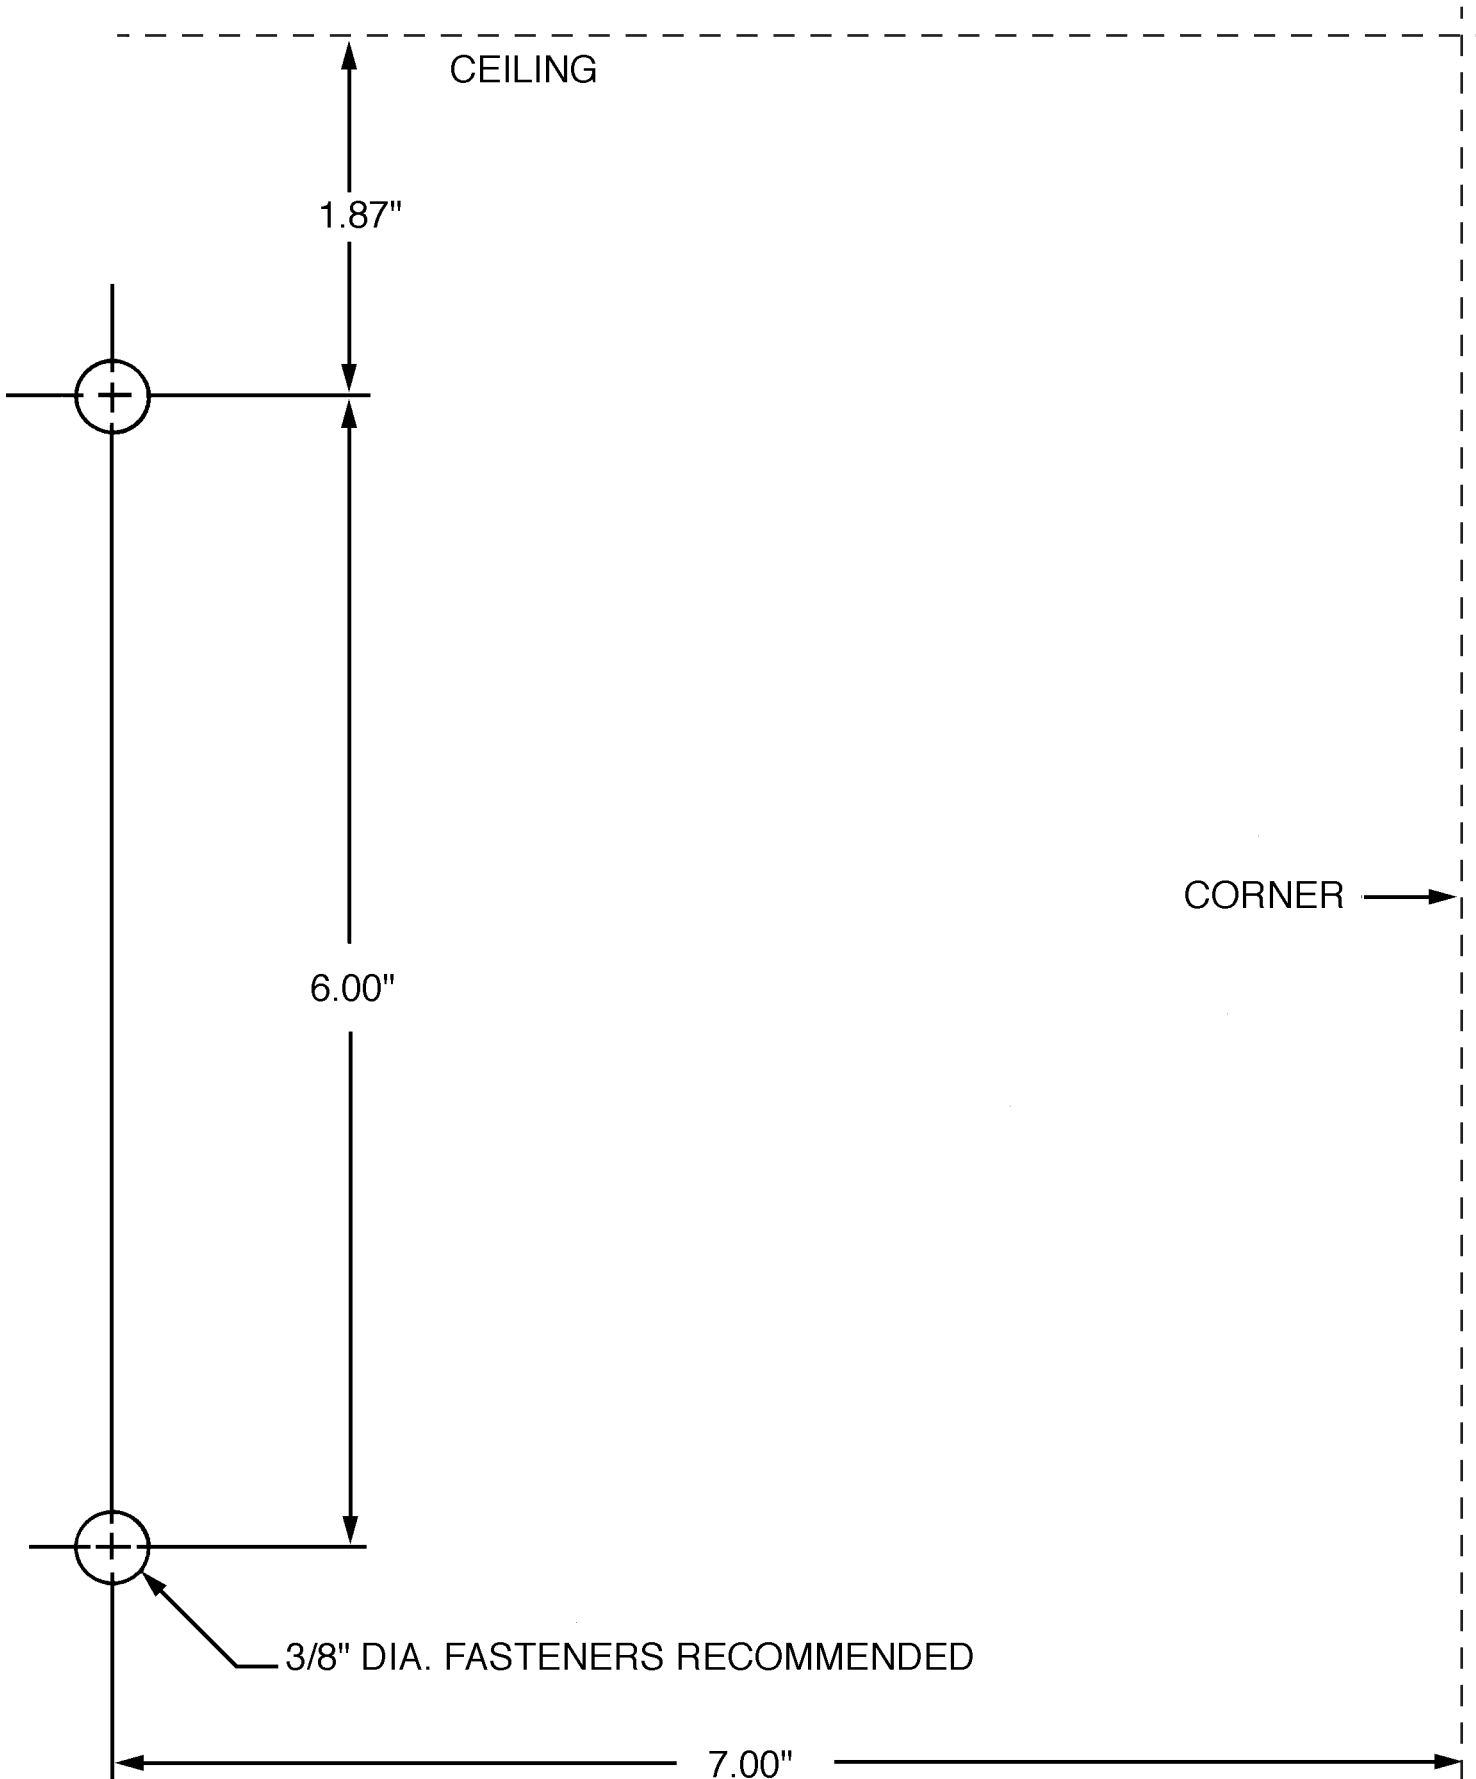 CEILING
1.87"
CORNER
6.00"
3/8" DIA. FASTENERS RECOMMENDED
7.00"